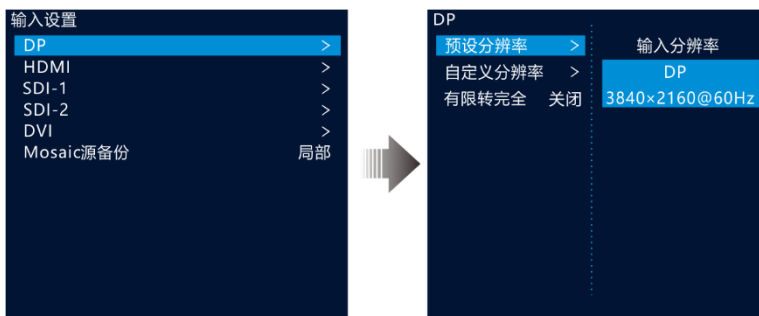 输入设置
DP >
HDMI >
SDI-1 >
SDI-2 >
DVI >
Mosaic源备份 局部
DP
预设分辨率 >
自定义分辨率 >
有限转完全 关闭
输入分辨率
DP
3840×2160@60Hz